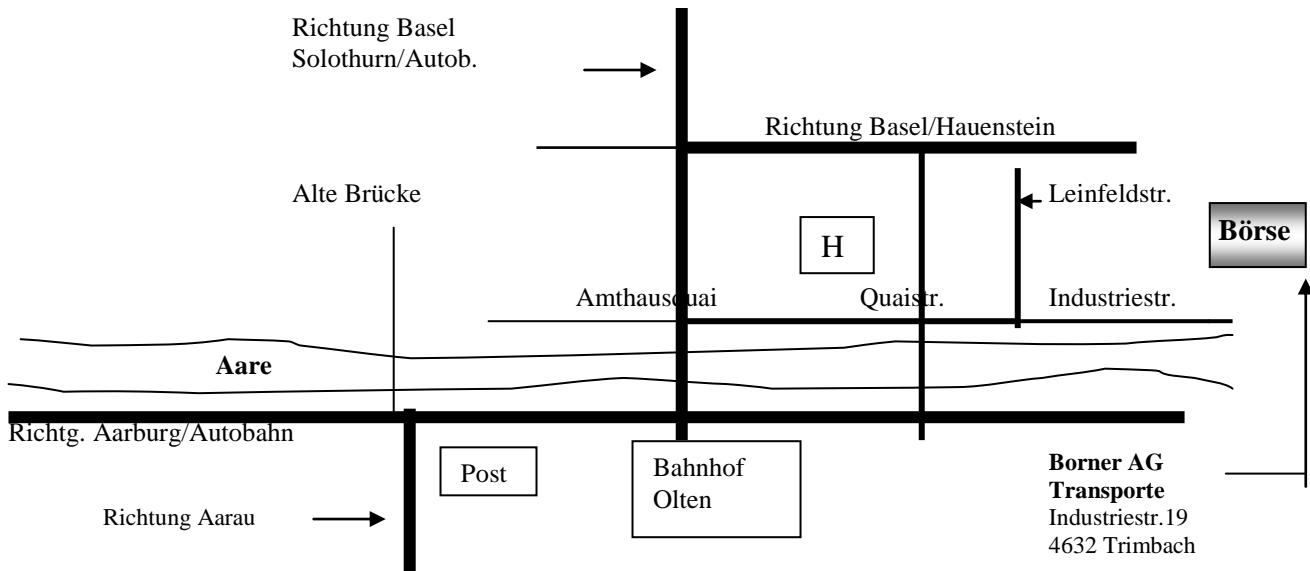 Richtung Basel
Solothurn/Autob.
Richtung Basel/Hauenstein
Alte Brücke
Leinfeldstr.
Börse
H
Amthausquai
Quaistr.
Industriestr.
Aare
Richtg. Aarburg/Autobahn
Post
Bahnhof
Olten
Borner AG
Transporte
Industriestr.19
4632 Trimbach
Richtung Aarau